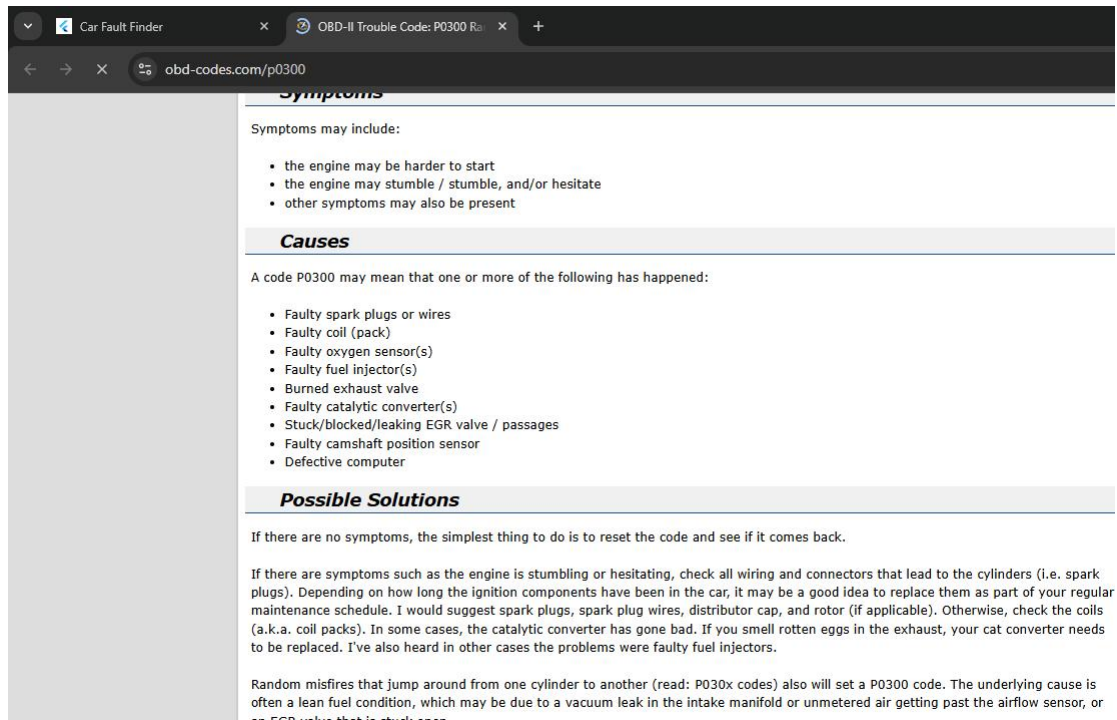 Car Fault Finder
OBD-II Trouble Code: P0300 Ra
obd-codes.com/p0300
Symptoms
Symptoms may include:
the engine may be harder to start
the engine may stumble / stumble, and/or hesitate
other symptoms may also be present
Causes
A code P0300 may mean that one or more of the following has happened:
Faulty spark plugs or wires
Faulty coil (pack)
Faulty oxygen sensor(s)
Faulty fuel injector(s)
Burned exhaust valve
Faulty catalytic converter(s)
Stuck/blocked/leaking EGR valve / passages
Faulty camshaft position sensor
Defective computer
Possible Solutions
If there are no symptoms, the simplest thing to do is to reset the code and see if it comes back.
If there are symptoms such as the engine is stumbling or hesitating, check all wiring and connectors that lead to the cylinders (i.e. spark
plugs). Depending on how long the ignition components have been in the car, it may be a good idea to replace them as part of your regular
maintenance schedule. I would suggest spark plugs, spark plug wires, distributor cap, and rotor (if applicable). Otherwise, check the coils
(a.k.a. coil packs). In some cases, the catalytic converter has gone bad. If you smell rotten eggs in the exhaust, your cat converter needs
to be replaced. I've also heard in other cases the problems were faulty fuel injectors.
Random misfires that jump around from one cylinder to another (read: P030x codes) also will set a P0300 code. The underlying cause is
often a lean fuel condition, which may be due to a vacuum leak in the intake manifold or unmetered air getting past the airflow sensor, or
an EGR valve that is stuck open